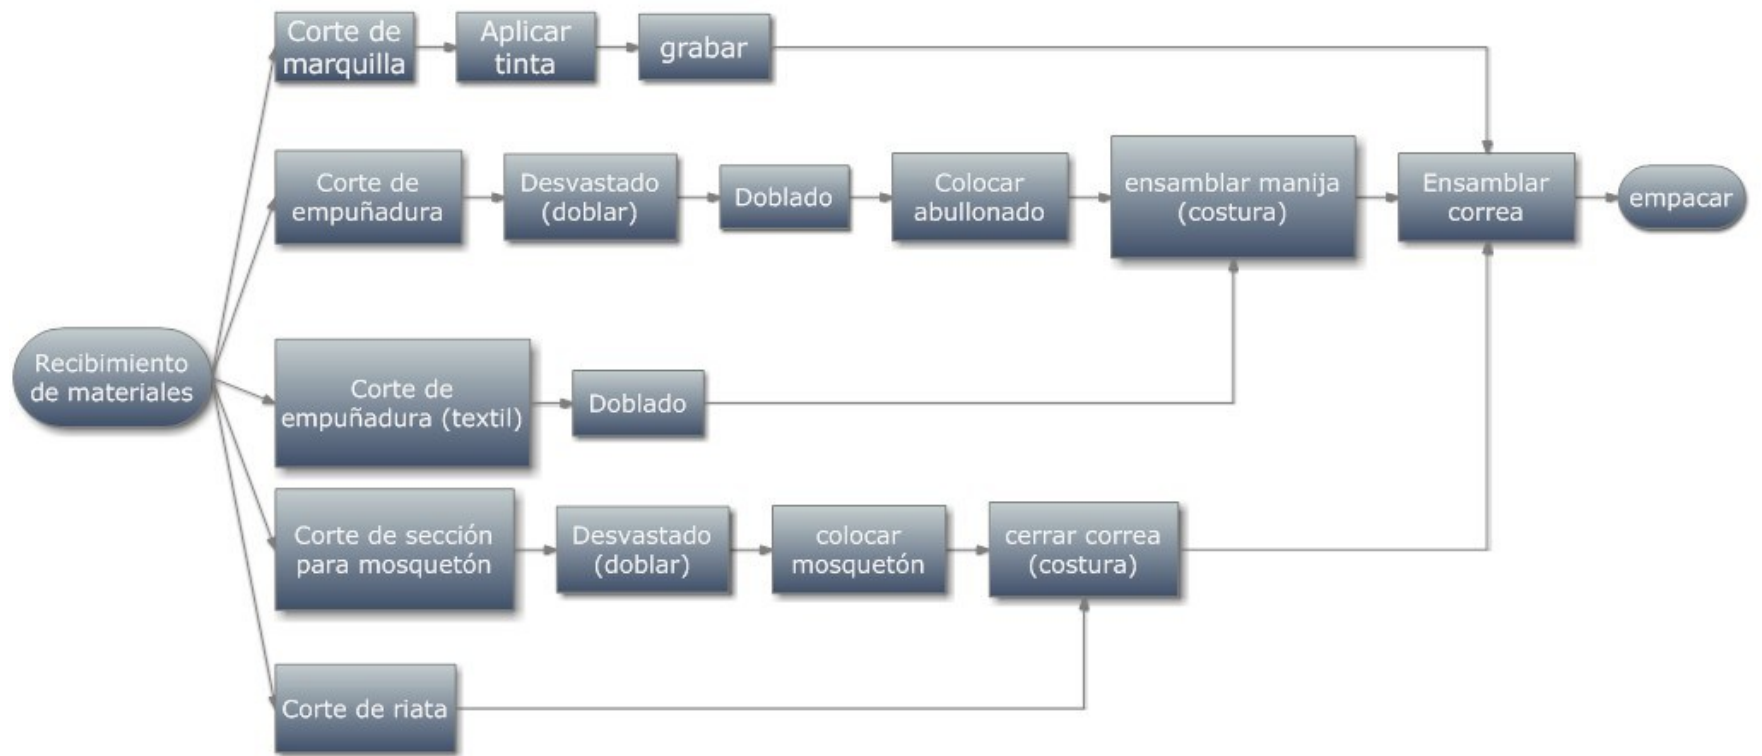 Corte de
marquilla
Aplicar
tinta
grabar
Corte de
empuñadura
Desvastado
(doblar)
Doblado
Colocar
abullonado
ensamblar manija
(costura)
Ensamblar
correa
empacar
Recibimiento
de materiales
Corte de
empuñadura (textil)
Doblado
Corte de sección
para mosquetón
Desvastado
(doblar)
colocar
mosquetón
cerrar correa
(costura)
Corte de riata